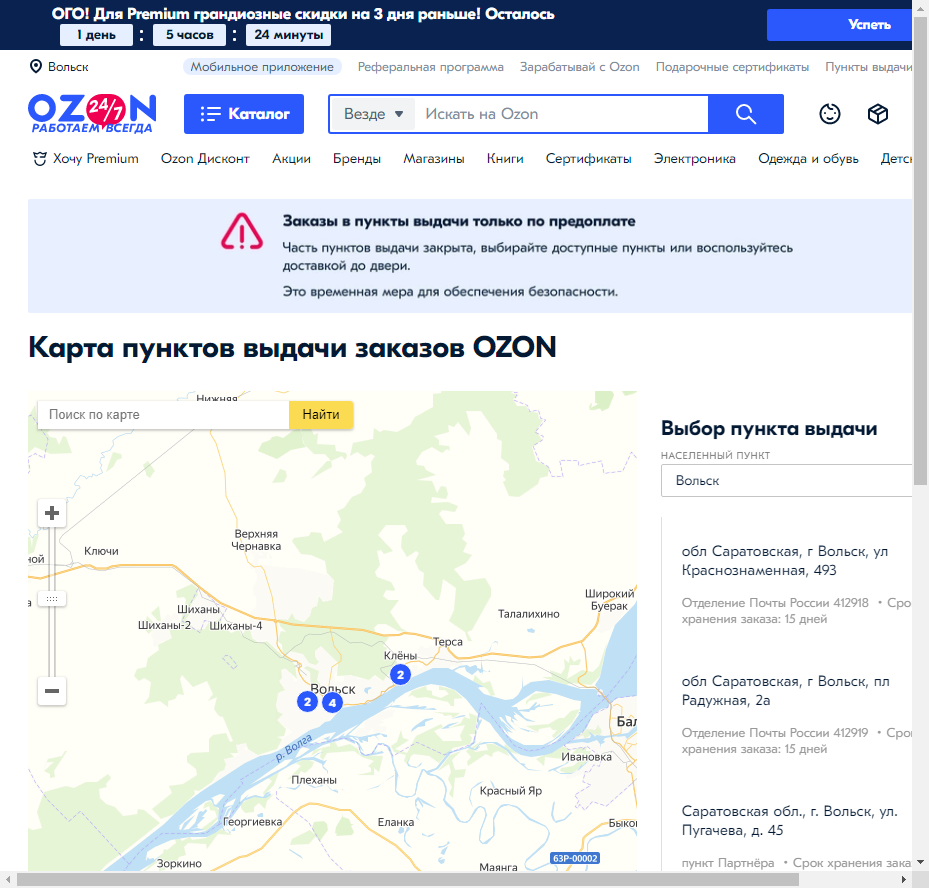 ОГО! Для Premium грандиозные скидки на 3 дня раньше! Осталось
1 день : 5 часов : 24 минуты
Успеть
Вольск
Мобильное приложение
Реферальная программа
Зарабатывай с Ozon
Подарочные сертификаты
Пункты выдачи
OZON 24/7
РАБОТАЕМ ВСЕГДА
Каталог
Везде
Искать на Ozon
Хочу Premium
Ozon Дисконт
Акции
Бренды
Магазины
Книги
Сертификаты
Электроника
Одежда и обувь
Детс
Заказы в пункты выдачи только по предоплате
Часть пунктов выдачи закрыта, выбирайте доступные пункты или воспользуйтесь
доставкой до двери.
Это временная мера для обеспечения безопасности.
Карта пунктов выдачи заказов OZON
Поиск по карте
Найти
Нижняя
Верхняя
Чернавка
ной
Ключи
Шиханы
Шиханы-2
Шиханы-4
Широкий
Буерак
Талалихино
Терса
Клёны
2
Вольск
2
4
Бал
р. Волга
Ивановка
Плеханы
Красный Яр
Георгиевка
Еланка
Быков
63Р-00002
Зоркино
Маянга
Выбор пункта выдачи
НАСЕЛЕННЫЙ ПУНКТ
Вольск
обл Саратовская, г Вольск, ул
Краснознаменная, 493
Отделение Почты России 412918 • Сро
хранения заказа: 15 дней
обл Саратовская, г Вольск, пл
Радужная, 2а
Отделение Почты России 412919 • Сро
хранения заказа: 15 дней
Саратовская обл., г. Вольск, ул.
Пугачева, д. 45
пункт Партнёра • Срок хранения зака